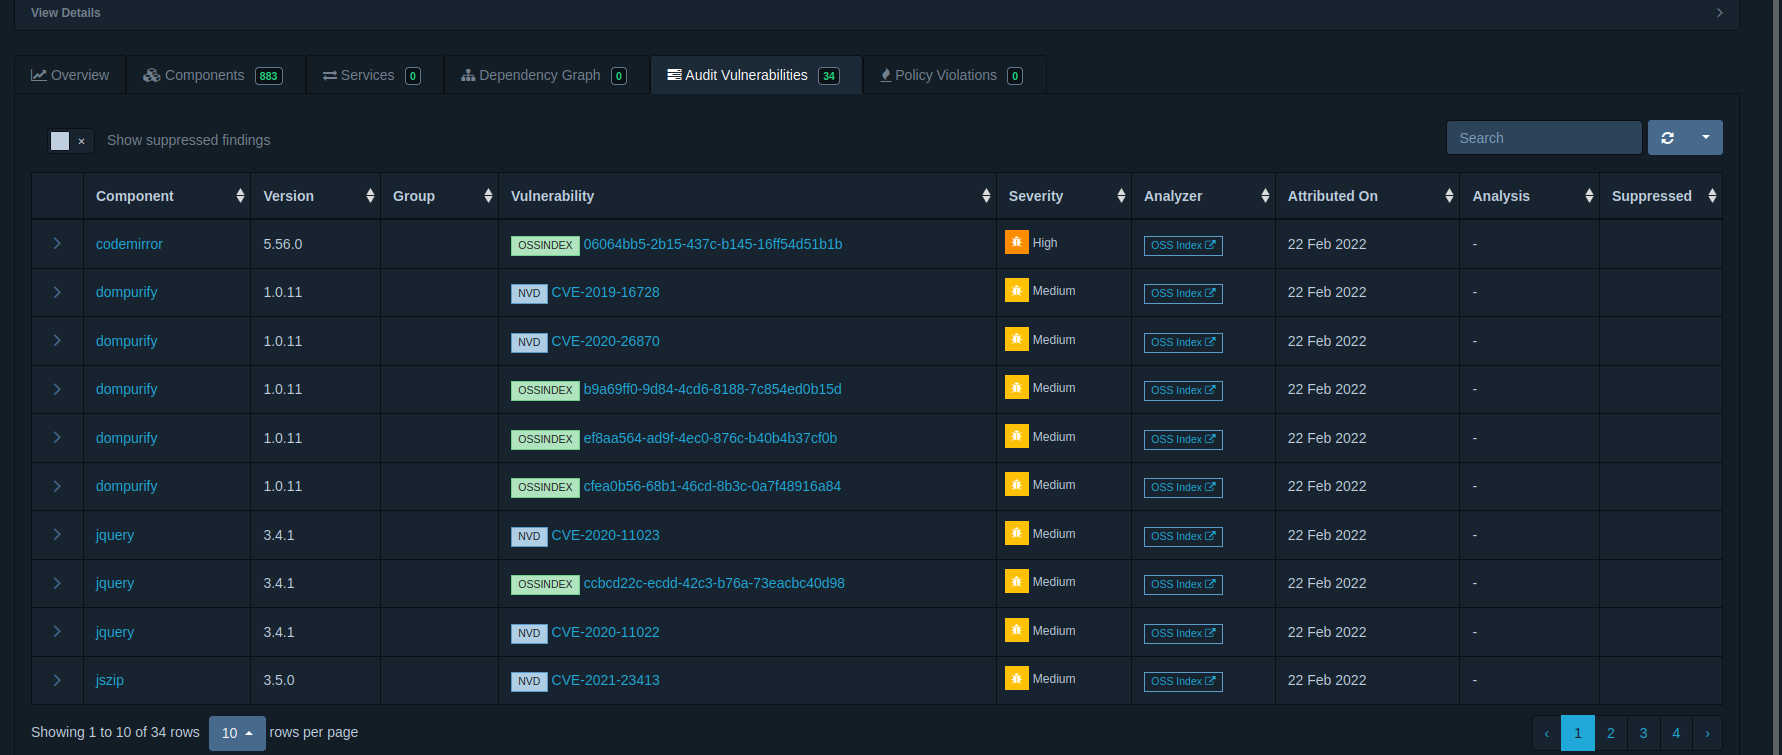 View Details
Overview Components 883 Services 0 Dependency Graph 0 Audit Vulnerabilities 34 Policy Violations 0
× Show suppressed findings Search
Component Version Group Vulnerability Severity Analyzer Attributed On Analysis Suppressed
codemirror 5.56.0 OSSINDEX 06064bb5-2b15-437c-b145-16ff54d51b1b High OSS Index 22 Feb 2022 -
dompurify 1.0.11 NVD CVE-2019-16728 Medium OSS Index 22 Feb 2022 -
dompurify 1.0.11 NVD CVE-2020-26870 Medium OSS Index 22 Feb 2022 -
dompurify 1.0.11 OSSINDEX b9a69ff0-9d84-4cd6-8188-7c854ed0b15d Medium OSS Index 22 Feb 2022 -
dompurify 1.0.11 OSSINDEX ef8aa564-ad9f-4ec0-876c-b40b4b37cf0b Medium OSS Index 22 Feb 2022 -
dompurify 1.0.11 OSSINDEX cfea0b56-68b1-46cd-8b3c-0a7f48916a84 Medium OSS Index 22 Feb 2022 -
jquery 3.4.1 NVD CVE-2020-11023 Medium OSS Index 22 Feb 2022 -
jquery 3.4.1 OSSINDEX ccbcd22c-ecdd-42c3-b76a-73eacbc40d98 Medium OSS Index 22 Feb 2022 -
jquery 3.4.1 NVD CVE-2020-11022 Medium OSS Index 22 Feb 2022 -
jszip 3.5.0 NVD CVE-2021-23413 Medium OSS Index 22 Feb 2022 -
Showing 1 to 10 of 34 rows 10 rows per page ‹ 1 2 3 4 ›